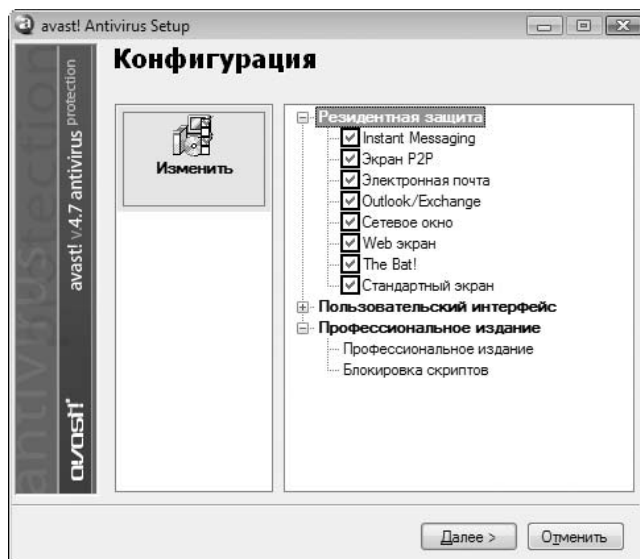 avast! Antivirus Setup
Конфигурация
avast! v.4.7 antivirus protection
avast!
Изменить
Резидентная защита
Instant Messaging
Экран P2P
Электронная почта
Outlook/Exchange
Сетевое окно
Web экран
The Bat!
Стандартный экран
Пользовательский интерфейс
Профессиональное издание
Профессиональное издание
Блокировка скриптов
Далее >
Отменить